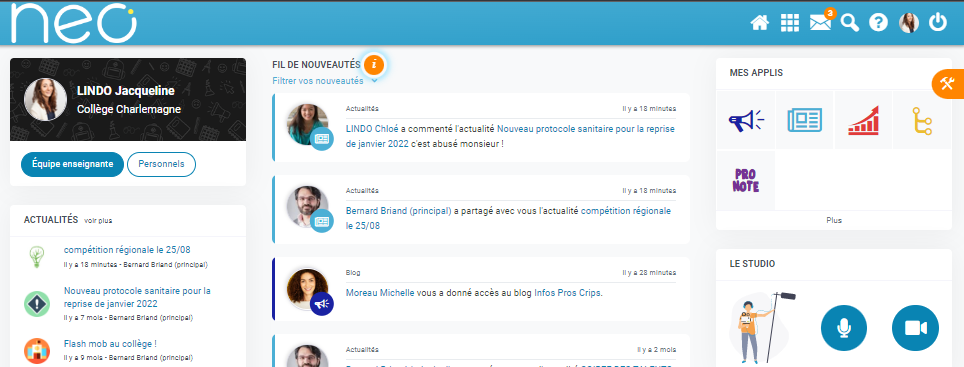 neo
3
LINDO Jacqueline
Collège Charlemagne
Équipe enseignante
Personnels
ACTUALITÉS voir plus
compétition régionale le 25/08
il y a 18 minutes - Bernard Briand (principal)
Nouveau protocole sanitaire pour la
reprise de janvier 2022
il y a 7 mois - Bernard Briand (principal)
Flash mob au collège !
il y a 9 mois - Bernard Briand (principal)
FIL DE NOUVEAUTÉS i
Filtrer vos nouveautés
Actualités il y a 18 minutes
LINDO Chloé a commenté l'actualité Nouveau protocole sanitaire pour la reprise
de janvier 2022 c'est abusé monsieur !
Actualités il y a 18 minutes
Bernard Briand (principal) a partagé avec vous l'actualité compétition régionale
le 25/08
Blog il y a 28 minutes
Moreau Michelle vous a donné accès au blog Infos Pros Crips.
Actualités il y a 2 mois
MES APPLIS
PRO
NOTE
Plus
LE STUDIO